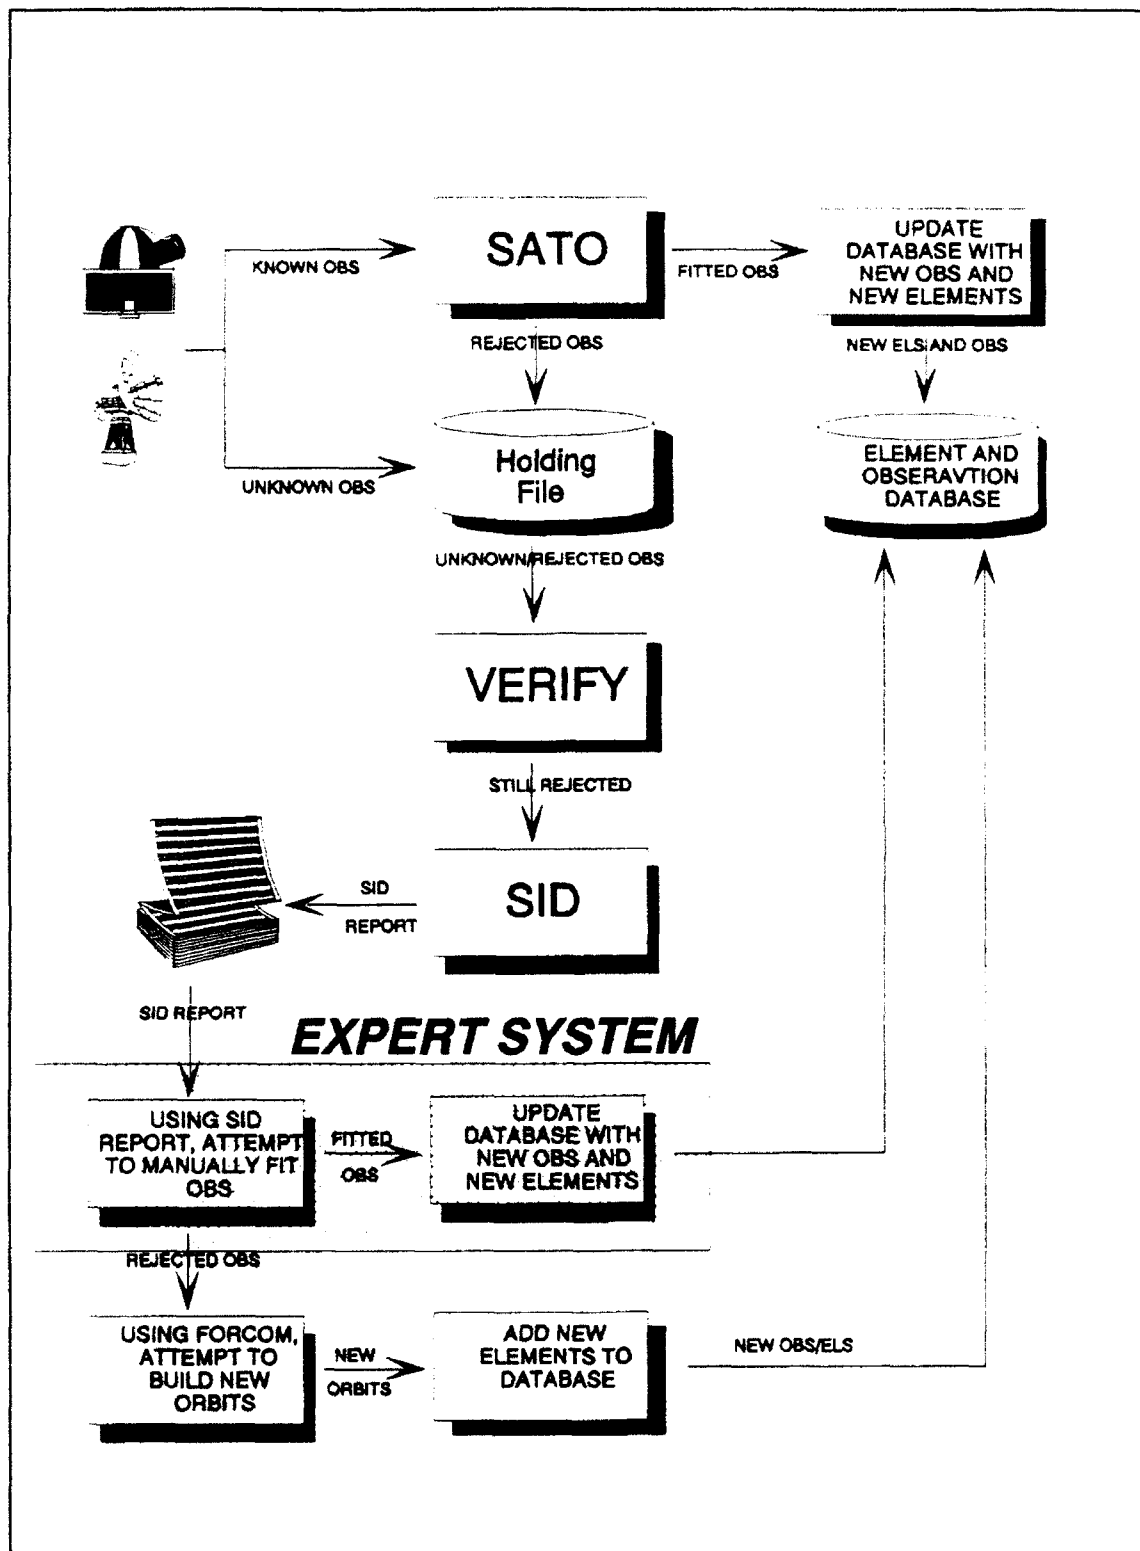 SATO
UPDATE
DATABASE WITH
NEW OBS AND
NEW ELEMENTS
KNOWN OBS
FITTED OBS
REJECTED OBS
NEW ELS AND OBS
Holding
File
ELEMENT AND
OBSERAVTION
DATABASE
UNKNOWN OBS
UNKNOWN/REJECTED OBS
VERIFY
STILL REJECTED
SID
SID
REPORT
SID REPORT
EXPERT SYSTEM
USING SID
REPORT, ATTEMPT
TO MANUALLY FIT
OBS
FITTED
OBS
UPDATE
DATABASE WITH
NEW OBS AND
NEW ELEMENTS
REJECTED OBS
USING FORCOM,
ATTEMPT TO
BUILD NEW
ORBITS
NEW
ORBITS
ADD NEW
ELEMENTS TO
DATABASE
NEW OBS/ELS